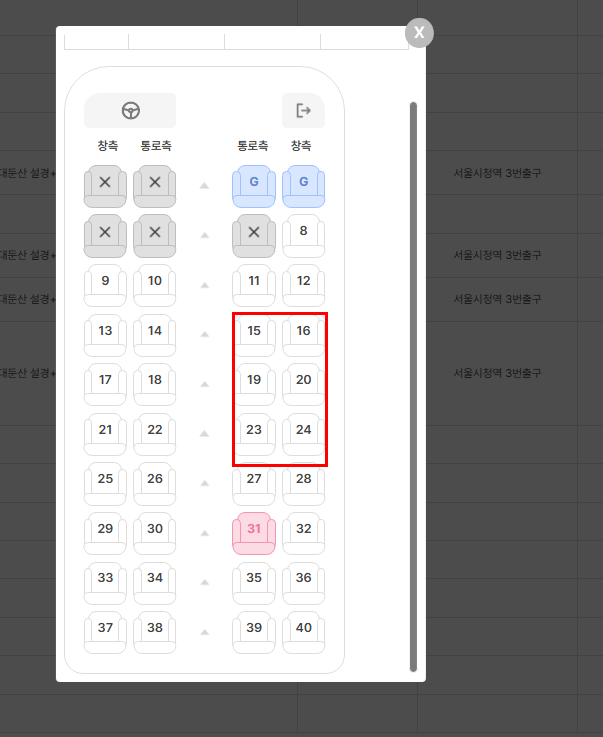 X
창측 통로측 통로측 창측
G G
8
9 10 11 12
13 14 15 16
대둔산 설경+ 서울시청역 3번출구
17 18 19 20
대둔산 설경+ 서울시청역 3번출구
대둔산 설경+ 서울시청역 3번출구
21 22 23 24
대둔산 설경+ 서울시청역 3번출구
25 26 27 28
29 30 31 32
33 34 35 36
37 38 39 40